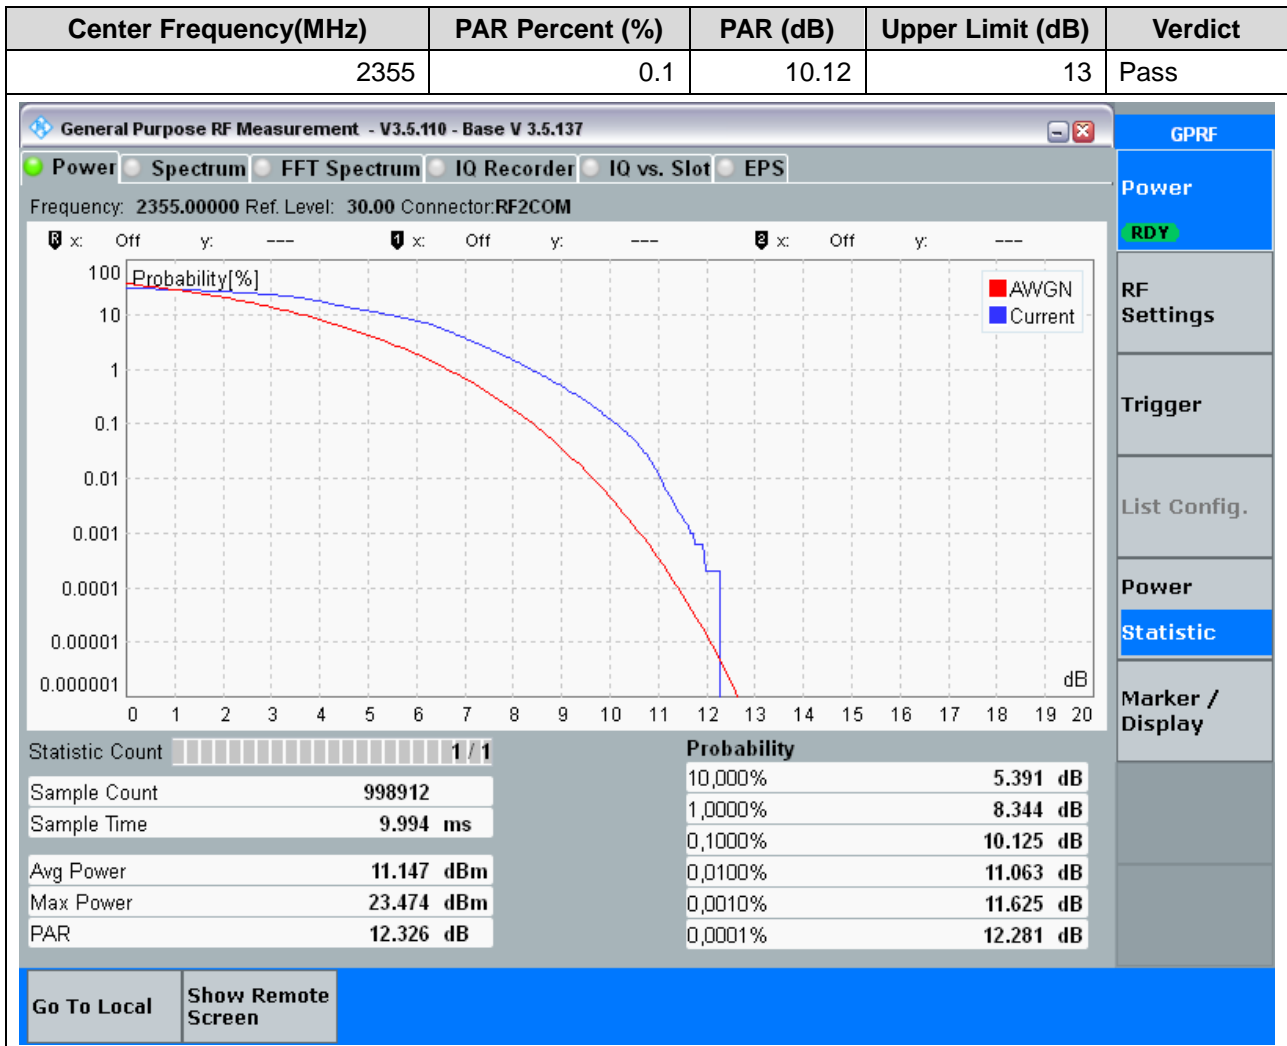 Center Frequency(MHz) PAR Percent (%) PAR (dB) Upper Limit (dB) Verdict
2355 0.1 10.12 13 Pass
General Purpose RF Measurement - V3.5.110 - Base V 3.5.137
GPRF
Power Spectrum FFT Spectrum IQ Recorder IQ vs. Slot EPS
Frequency: 2355.00000 Ref. Level: 30.00 Connector:RF2COM
Power
RDY
R x: Off y: --- 1 x: Off y: --- 2 x: Off y: ---
Probability[%]
AWGN
Current
100
10
1
0.1
0.01
0.001
0.0001
0.00001
0.000001
dB
0 1 2 3 4 5 6 7 8 9 10 11 12 13 14 15 16 17 18 19 20
RF
Settings
Trigger
List Config.
Power
Statistic
Marker /
Display
Statistic Count 1 / 1
Sample Count 998912
Sample Time 9.994 ms
Avg Power 11.147 dBm
Max Power 23.474 dBm
PAR 12.326 dB
Probability
10,000% 5.391 dB
1,0000% 8.344 dB
0,1000% 10.125 dB
0,0100% 11.063 dB
0,0010% 11.625 dB
0,0001% 12.281 dB
Go To Local
Show Remote
Screen